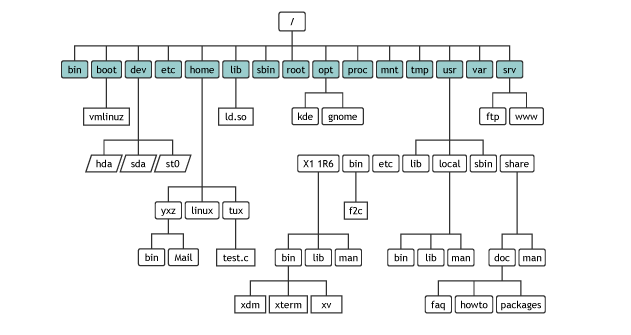 /
bin boot dev etc home lib sbin root opt proc mnt tmp usr var srv
vmlinuz ld.so kde gnome ftp www
hda sda st0 X1 1R6 bin etc lib local sbin share
yxz linux tux f2c
bin Mail test.c bin lib man bin lib man doc man
xdm xterm xv faq howto packages